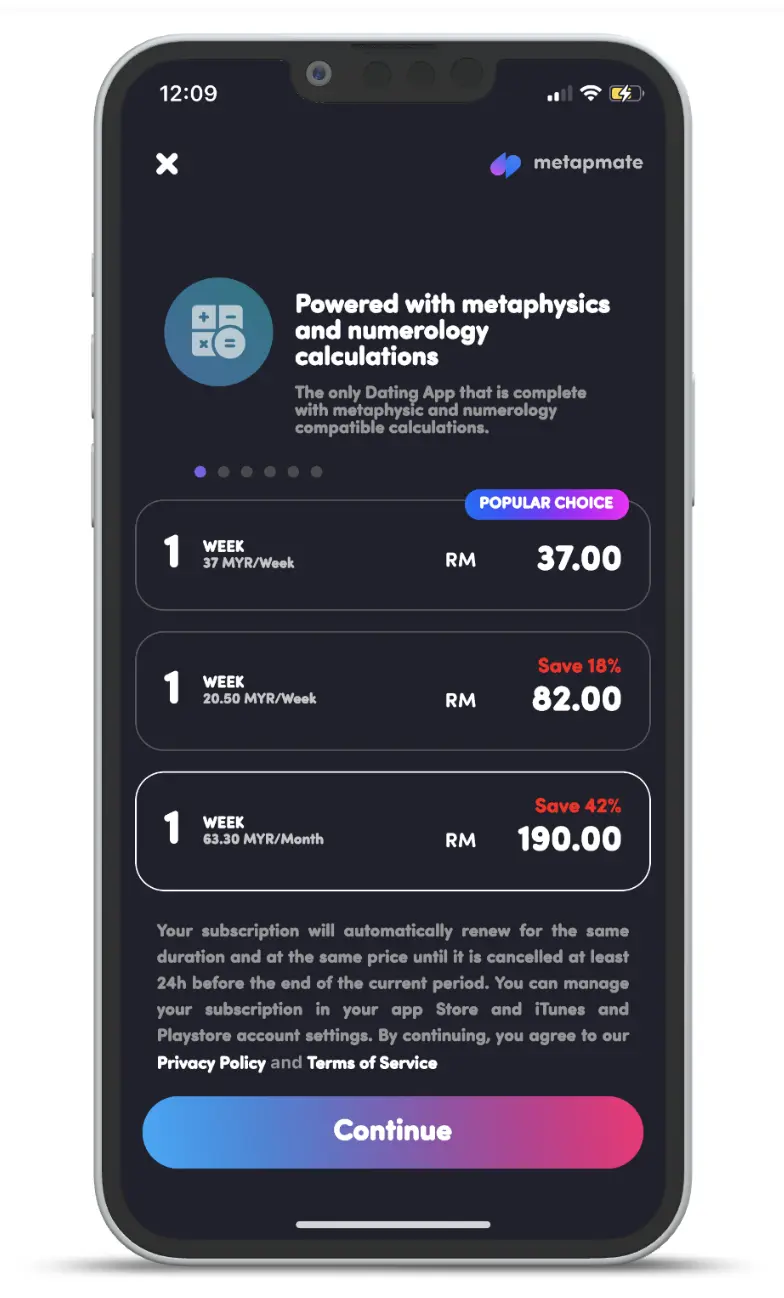 12:09
metapmate
Powered with metaphysics
and numerology
calculations
The only Dating App that is complete
with metaphysic and numerology
compatible calculations.
POPULAR CHOICE
1 WEEK
37 MYR/Week
RM 37.00
Save 18%
1 WEEK
20.50 MYR/Week
RM 82.00
Save 42%
1 WEEK
63.30 MYR/Month
RM 190.00
Your subscription will automatically renew for the same
duration and at the same price until it is cancelled at least
24h before the end of the current period. You can manage
your subscription in your app Store and iTunes and
Playstore account settings. By continuing, you agree to our
Privacy Policy and Terms of Service
Continue